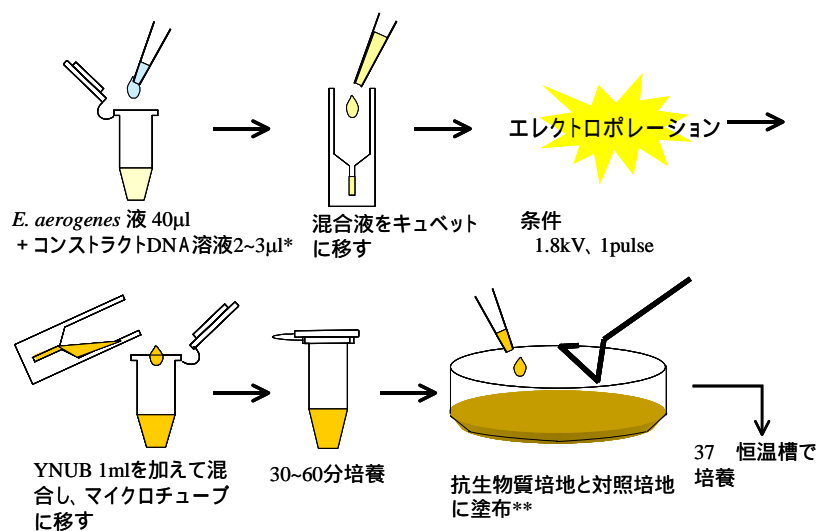 エレクトロポレーション
E. aerogenes 液 40μl
+ コンストラクトDNA溶液2~3μl*
混合液をキュベット
に移す
条件
1.8kV、1pulse
YNUB 1mlを加えて混
合し、マイクロチューブ
に移す
30~60分培養
抗生物質培地と対照培地
に塗布**
37 恒温槽で
培養